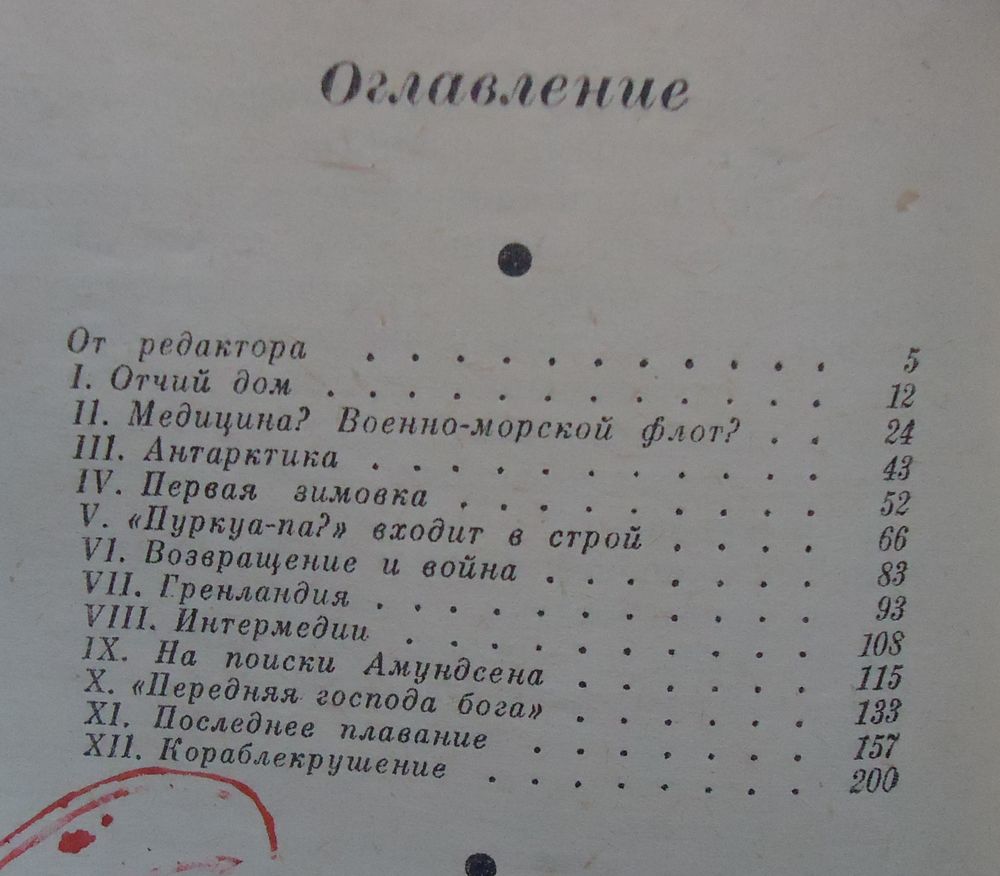 Оглавление
От редактора . . . . . . . . . . . 5
I. Отчий дом . . . . . . . . . . . . 12
II. Медицина? Военно-морской флот? . . 24
III. Антарктика . . . . . . . . . . . 43
IV. Первая зимовка . . . . . . . . . 52
V. «Пуркуа-па?» входит в строй . . . . 66
VI. Возвращение и война . . . . . . . 83
VII. Гренландия . . . . . . . . . . . 93
VIII. Интермедии . . . . . . . . . . 108
IX. На поиски Амундсена . . . . . . 115
X. «Передняя господа бога» . . . . . . 133
XI. Последнее плавание . . . . . . . 157
XII. Кораблекрушение . . . . . . . . 200